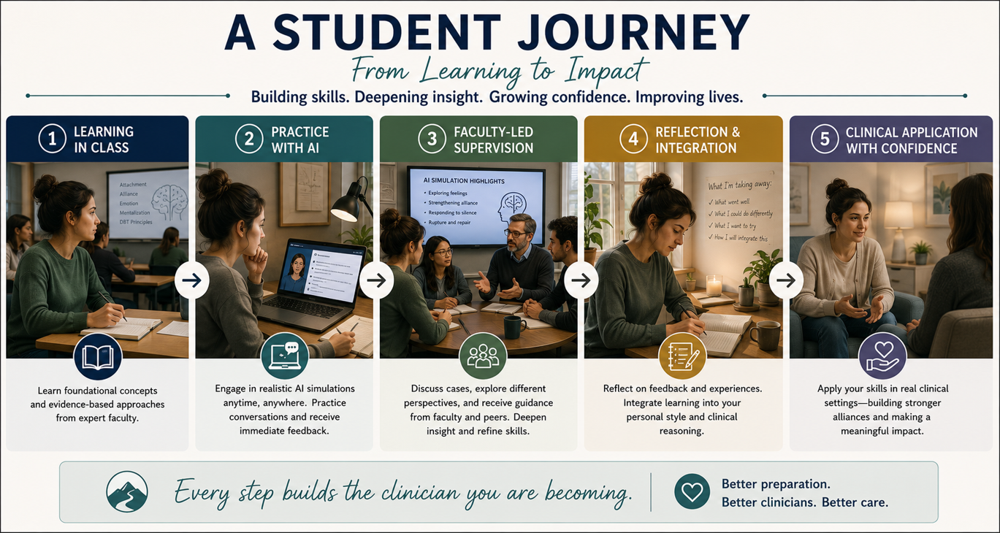 A STUDENT JOURNEY
From Learning to Impact
Building skills. Deepening insight. Growing confidence. Improving lives.
1 LEARNING
IN CLASS
Attachment
Alliance
Emotion
Mentalization
DBT Principles
Learn foundational concepts
and evidence-based approaches
from expert faculty.
2 PRACTICE
WITH AI
Engage in realistic AI simulations
anytime, anywhere. Practice
conversations and receive
immediate feedback.
3 FACULTY-LED
SUPERVISION
AI SIMULATION HIGHLIGHTS
• Exploring feelings
• Strengthening alliance
• Responding to silence
• Rupture and repair
Discuss cases, explore different
perspectives, and receive guidance
from faculty and peers. Deepen
insight and refine skills.
4 REFLECTION &
INTEGRATION
What I'm taking away:
✓ What went well
✓ What I could do differently
✓ What I want to try
✓ How I will integrate this
Reflect on feedback and experiences.
Integrate learning into your
personal style and clinical
reasoning.
5 CLINICAL APPLICATION
WITH CONFIDENCE
Apply your skills in real clinical
settings—building stronger
alliances and making a
meaningful impact.
Every step builds the clinician you are becoming.
Better preparation.
Better clinicians. Better care.